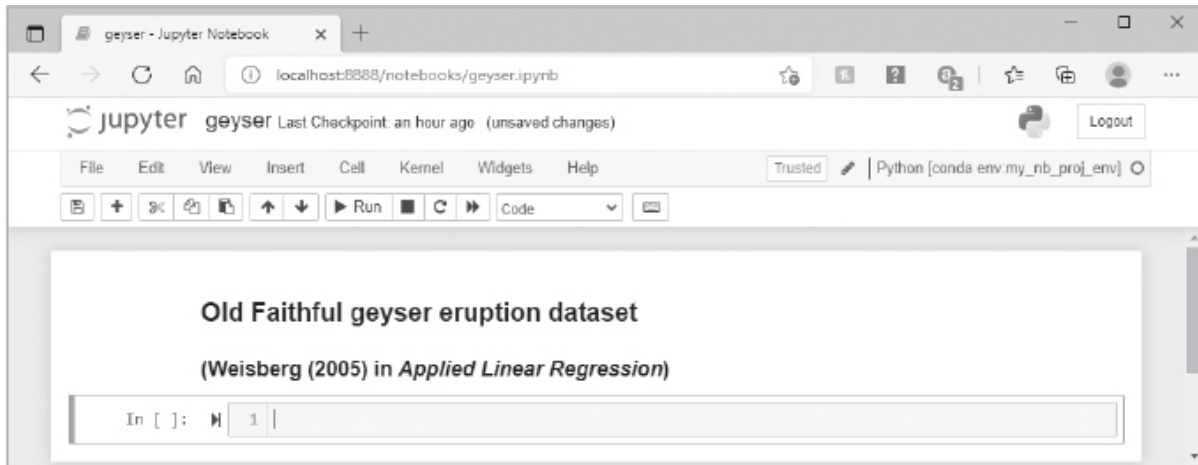 geyser - Jupyter Notebook
localhost:8888/notebooks/geyser.ipynb
jupyter geyser Last Checkpoint: an hour ago (unsaved changes)
Logout
File Edit View Insert Cell Kernel Widgets Help Trusted Python [conda env:my_nb_proj_env]
Run Code
Old Faithful geyser eruption dataset
(Weisberg (2005) in Applied Linear Regression)
In [ ]: 1